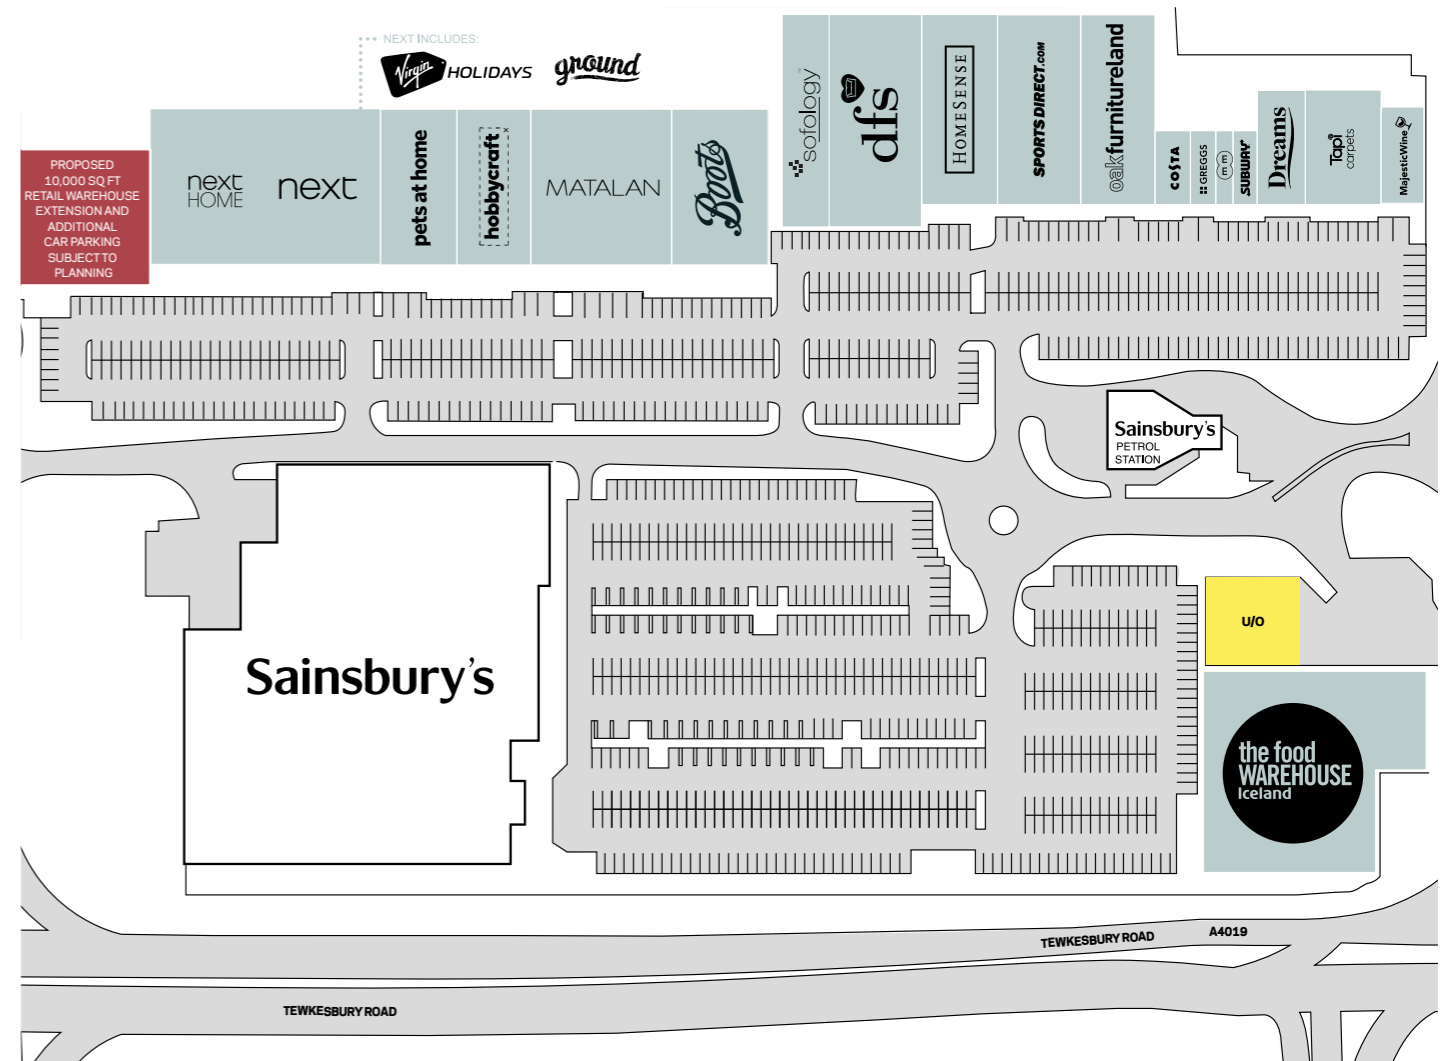 NEXT INCLUDES:
Virgin HOLIDAYS
ground
PROPOSED
10,000 SQ FT
RETAIL WAREHOUSE
EXTENSION AND
ADDITIONAL
CAR PARKING
SUBJECT TO
PLANNING
next
HOME
next
pets at home
hobbycraft
MATALAN
Boots
sofology
dfs
HOMESENSE
SPORTSDIRECT.COM
oakfurnitureland
COSTA
GREGGS
EE
SUBWAY
Dreams
Tapi
carpets
MajesticWine
Sainsbury's
PETROL
STATION
U/O
Sainsbury's
the food
WAREHOUSE
Iceland
TEWKESBURY ROAD
A4019
TEWKESBURY ROAD